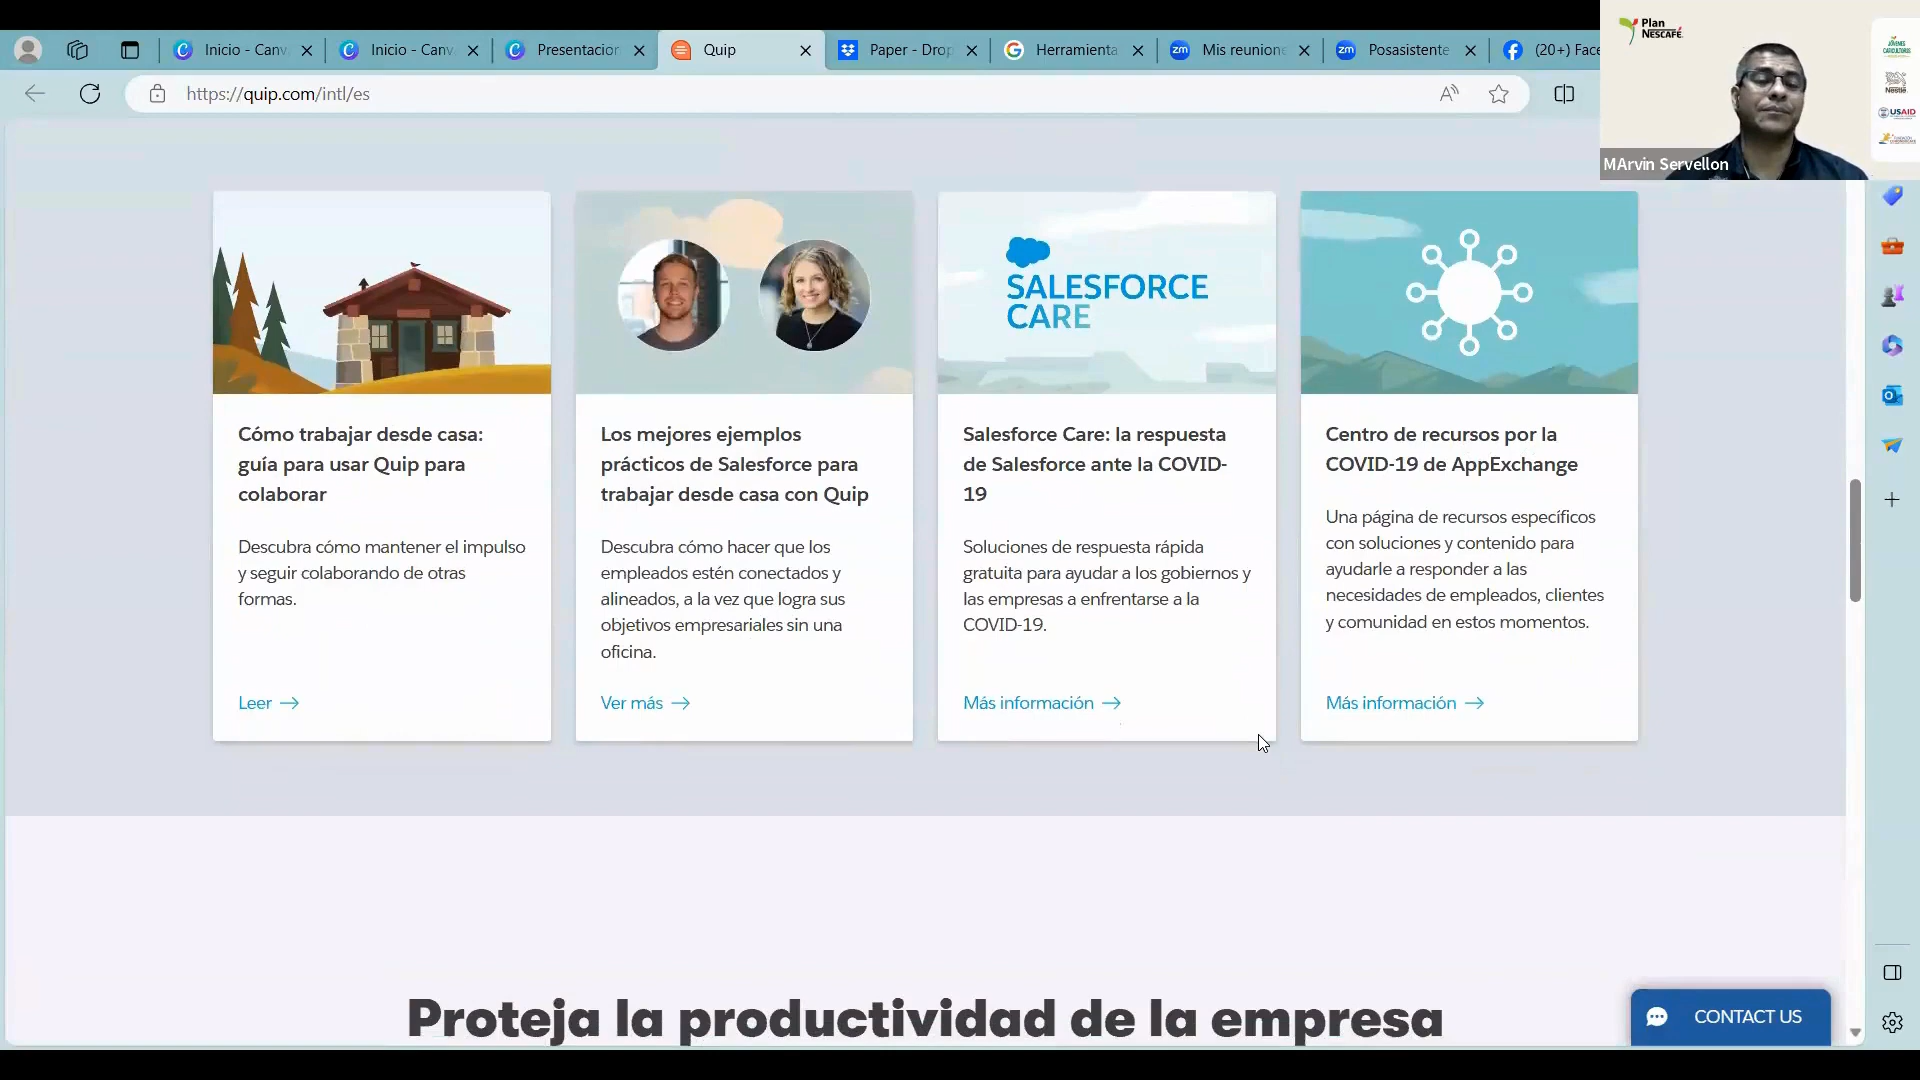 Inicio - Canv
Inicio - Canv
Presentacion
Quip
Paper - Drop
Herramienta
zm
Mis reunione
zm
Posasistente
(20+) Face
https://quip.com/intl/es
Plan
NESCAFÉ
Nestlé
USAID
MArvin Servellon
SALESFORCE
CARE
Cómo trabajar desde casa:
guía para usar Quip para
colaborar
Descubra cómo mantener el impulso
y seguir colaborando de otras
formas.
Leer →
Los mejores ejemplos
prácticos de Salesforce para
trabajar desde casa con Quip
Descubra cómo hacer que los
empleados estén conectados y
alineados, a la vez que logra sus
objetivos empresariales sin una
oficina.
Ver más →
Salesforce Care: la respuesta
de Salesforce ante la COVID-
19
Soluciones de respuesta rápida
gratuita para ayudar a los gobiernos y
las empresas a enfrentarse a la
COVID-19.
Más información →
Centro de recursos por la
COVID-19 de AppExchange
Una página de recursos específicos
con soluciones y contenido para
ayudarle a responder a las
necesidades de empleados, clientes
y comunidad en estos momentos.
Más información →
Proteja la productividad de la empresa
CONTACT US